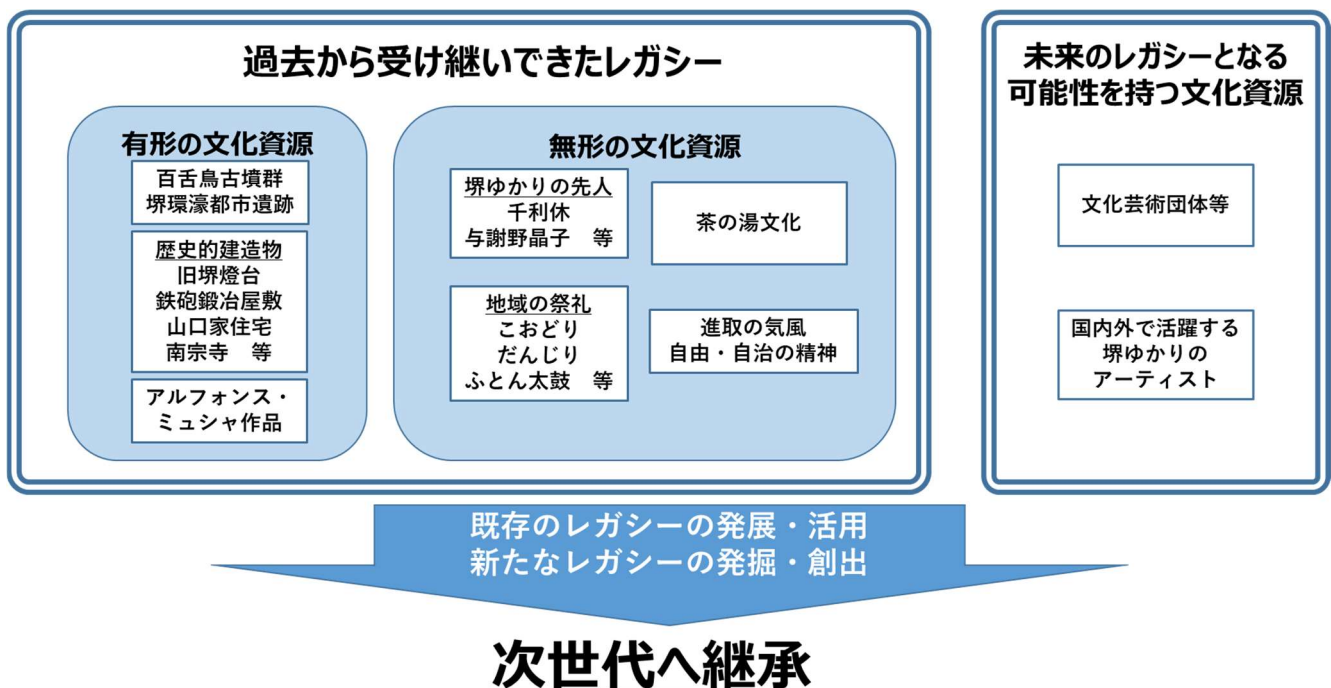 過去から受け継いできたレガシー
有形の文化資源
百舌鳥古墳群
堺環濠都市遺跡
歴史的建造物
旧堺燈台
鉄砲鍛冶屋敷
山口家住宅
南宗寺　等
アルフォンス・
ミュシャ作品
無形の文化資源
堺ゆかりの先人
千利休
与謝野晶子　等
茶の湯文化
地域の祭礼
こおどり
だんじり
ふとん太鼓　等
進取の気風
自由・自治の精神
未来のレガシーとなる
可能性を持つ文化資源
文化芸術団体等
国内外で活躍する
堺ゆかりの
アーティスト
既存のレガシーの発展・活用
新たなレガシーの発掘・創出
次世代へ継承